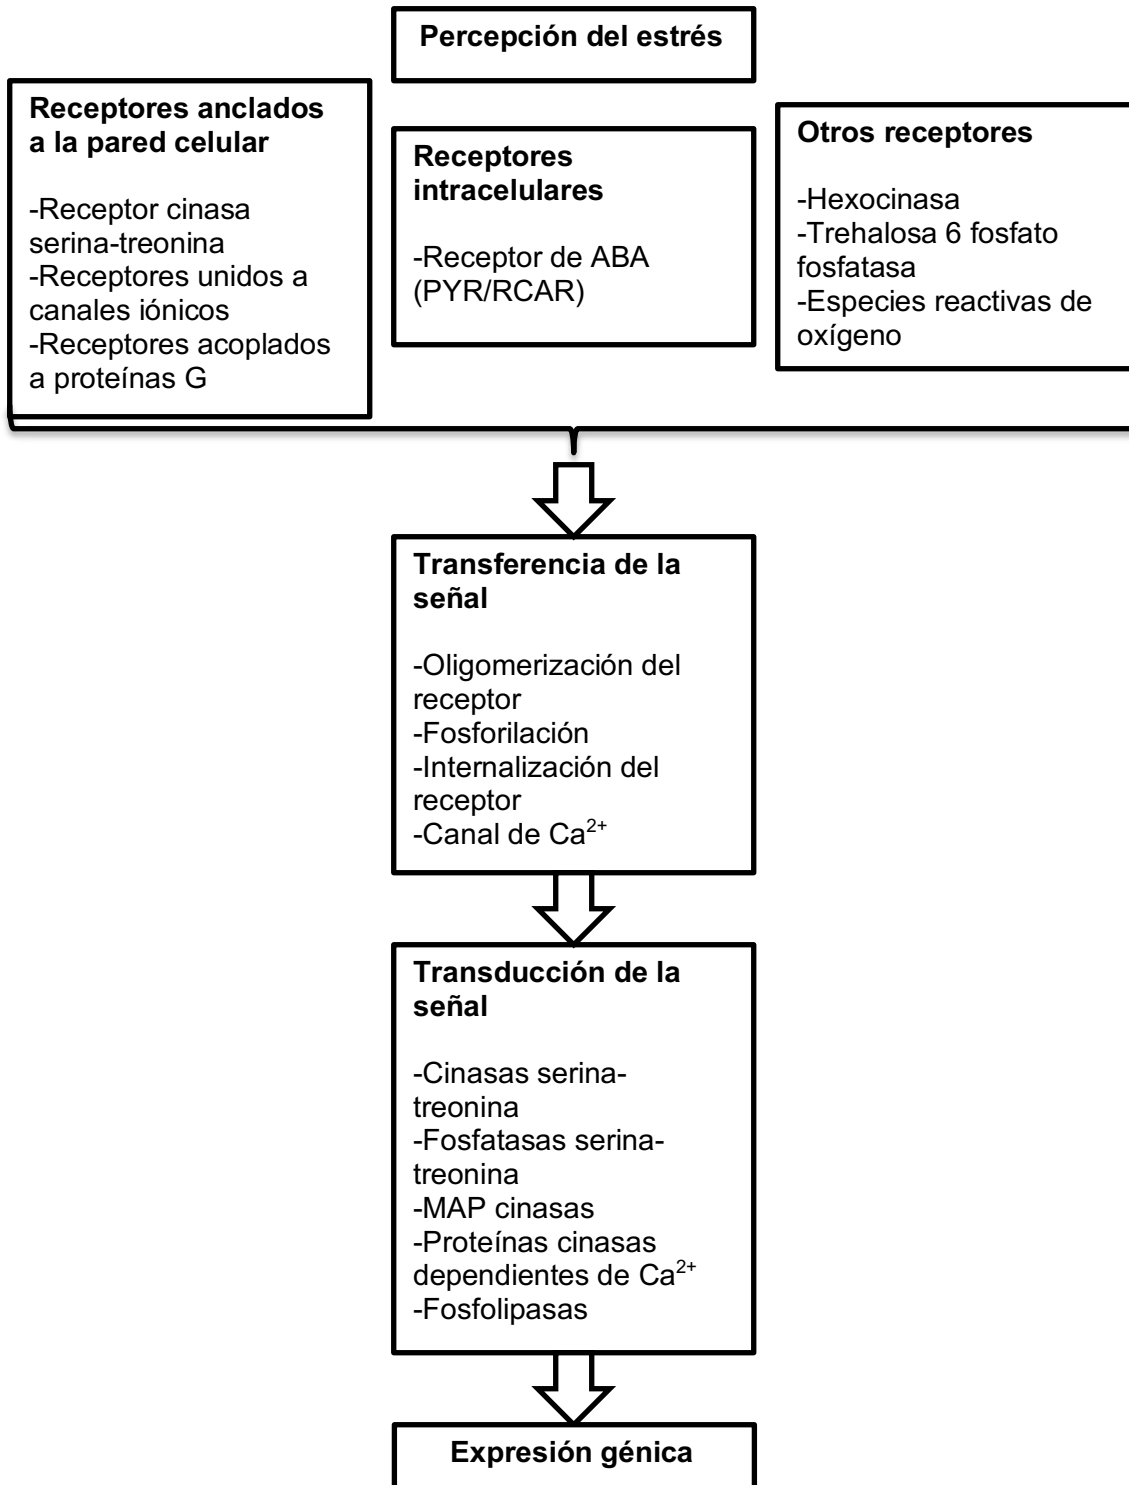 Percepción del estrés
Receptores anclados
a la pared celular
-Receptor cinasa
serina-treonina
-Receptores unidos a
canales iónicos
-Receptores acoplados
a proteínas G
Receptores
intracelulares
-Receptor de ABA
(PYR/RCAR)
Otros receptores
-Hexocinasa
-Trehalosa 6 fosfato
fosfatasa
-Especies reactivas de
oxígeno
Transferencia de la
señal
-Oligomerización del
receptor
-Fosforilación
-Internalización del
receptor
-Canal de Ca²⁺
Transducción de la
señal
-Cinasas serina-
treonina
-Fosfatasas serina-
treonina
-MAP cinasas
-Proteínas cinasas
dependientes de Ca²⁺
-Fosfolipasas
Expresión génica